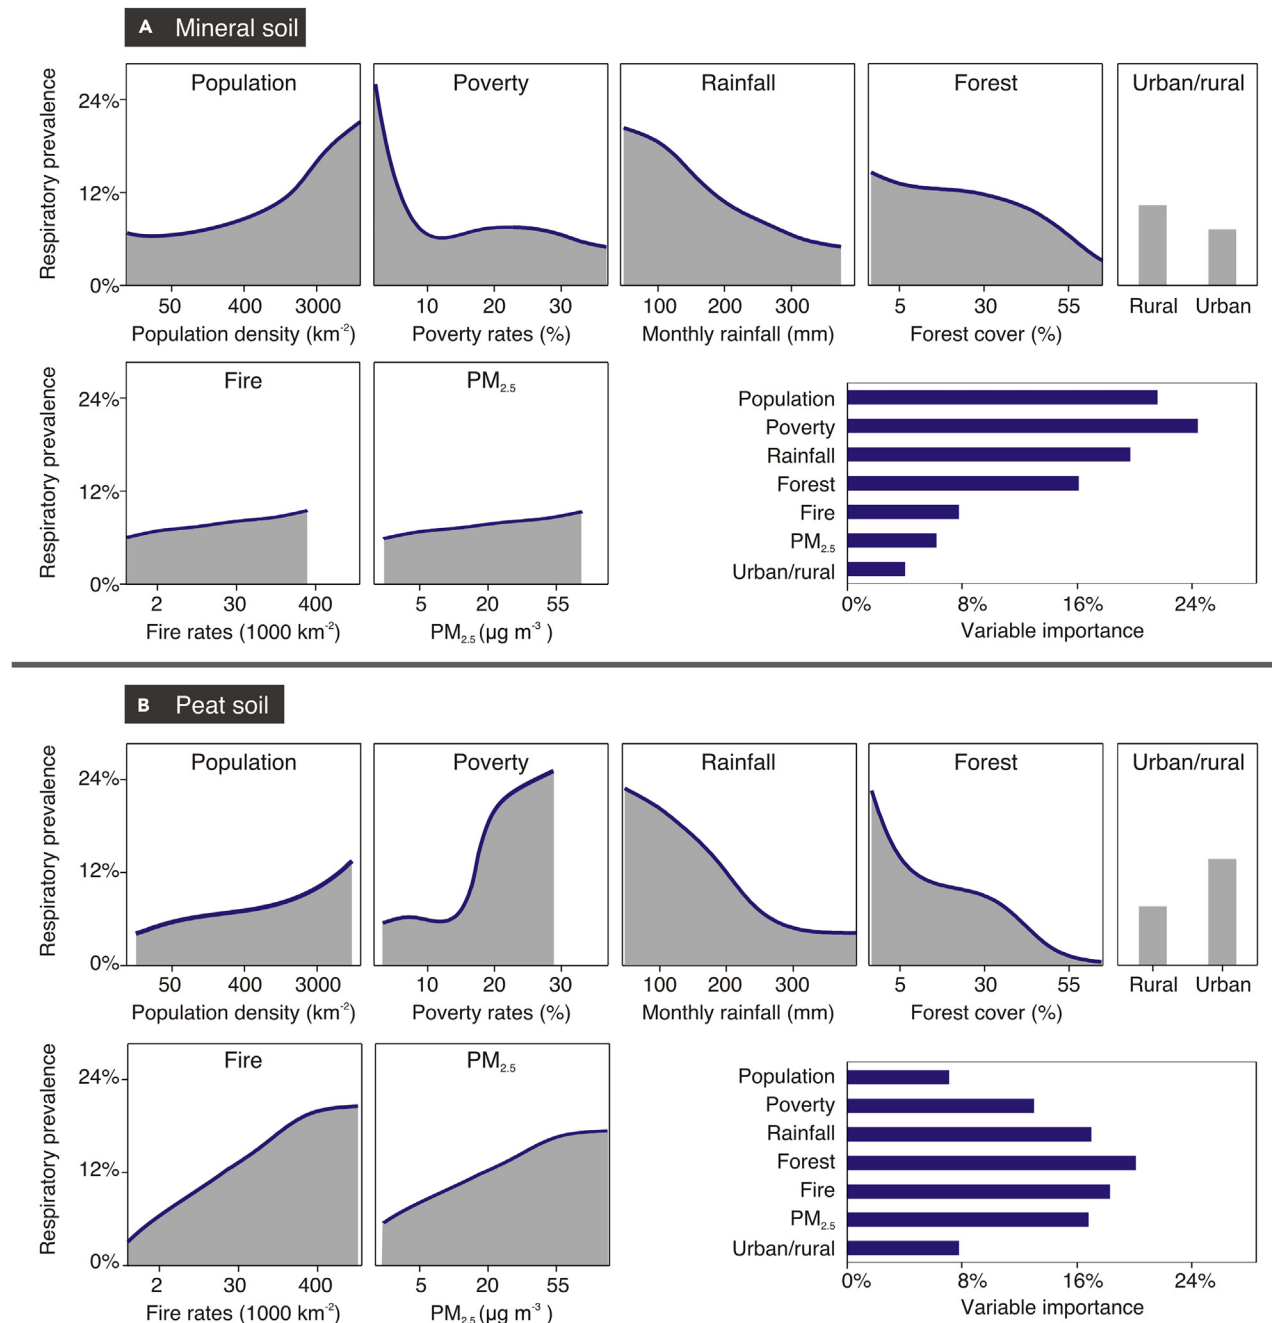 A Mineral soil
Population
Poverty
Rainfall
Forest
Urban/rural
Respiratory prevalence
24%
12%
0%
50 400 3000
10 20 30
100 200 300
5 30 55
Rural Urban
Population density (km⁻²)
Poverty rates (%)
Monthly rainfall (mm)
Forest cover (%)
Fire
PM₂.₅
Respiratory prevalence
24%
12%
0%
2 30 400
5 20 55
Fire rates (1000 km⁻²)
PM₂.₅ (µg m⁻³ )
Population
Poverty
Rainfall
Forest
Fire
PM₂.₅
Urban/rural
0% 8% 16% 24%
Variable importance
B Peat soil
Population
Poverty
Rainfall
Forest
Urban/rural
Respiratory prevalence
24%
12%
0%
50 400 3000
10 20 30
100 200 300
5 30 55
Rural Urban
Population density (km⁻²)
Poverty rates (%)
Monthly rainfall (mm)
Forest cover (%)
Fire
PM₂.₅
Respiratory prevalence
24%
12%
0%
2 30 400
5 20 55
Fire rates (1000 km⁻²)
PM₂.₅ (µg m⁻³ )
Population
Poverty
Rainfall
Forest
Fire
PM₂.₅
Urban/rural
0% 8% 16% 24%
Variable importance